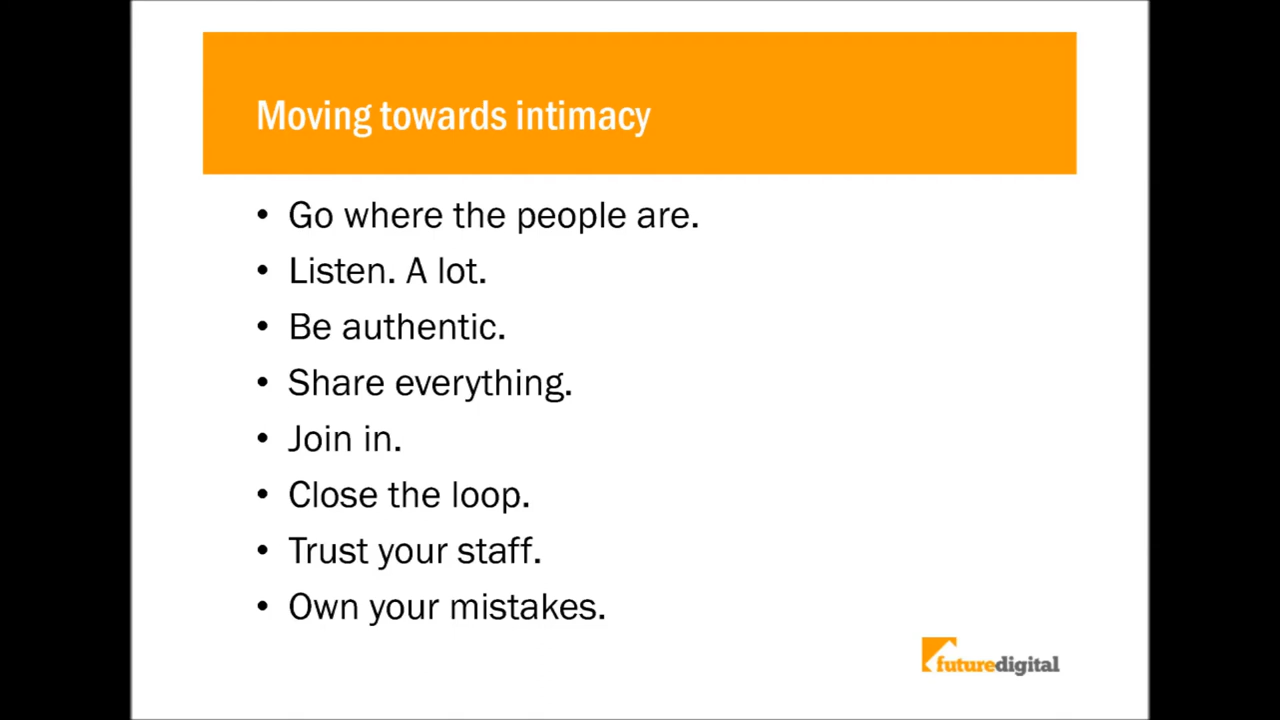 Moving towards intimacy
• Go where the people are.
• Listen. A lot.
• Be authentic.
• Share everything.
• Join in.
• Close the loop.
• Trust your staff.
• Own your mistakes.
futuredigital